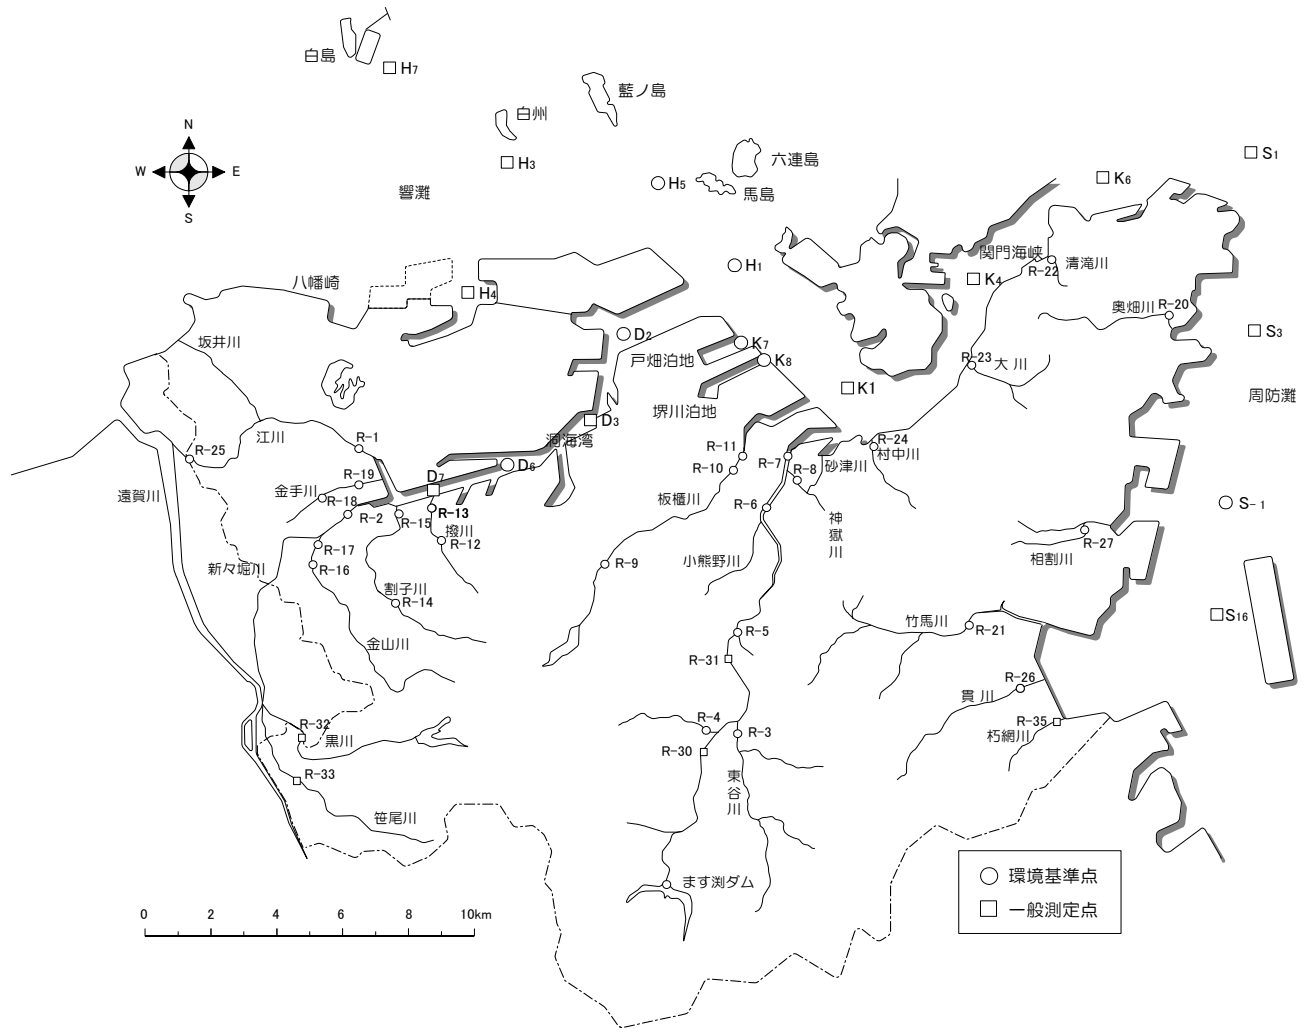 白島
H7
藍ノ島
白州
H3
六連島
H5
馬島
S1
K6
N
W
E
S
響灘
関門海峡
清滝川
R-22
H1
K4
八幡崎
H4
奥畑川
R-20
坂井川
D2
K7
戸畑泊地
K8
S3
R-23
大川
K1
周防灘
堺川泊地
D3
洞海湾
江川
R-1
R-11
R-7
R-24
村中川
砂津川
R-25
R-10
R-8
D6
D7
R-19
金手川
R-18
遠賀川
板櫃川
R-6
S-1
R-2
R-15
R-13
撥川
R-12
神嶽川
R-27
相割川
R-17
R-16
新々堀川
小熊野川
R-9
割子川
R-14
竹馬川
R-21
S16
金山川
R-5
R-31
R-26
貫川
R-32
黒川
R-4
R-3
R-30
R-35
朽網川
R-33
東谷川
笹尾川
ます渕ダム
環境基準点
一般測定点
0 2 4 6 8 10km